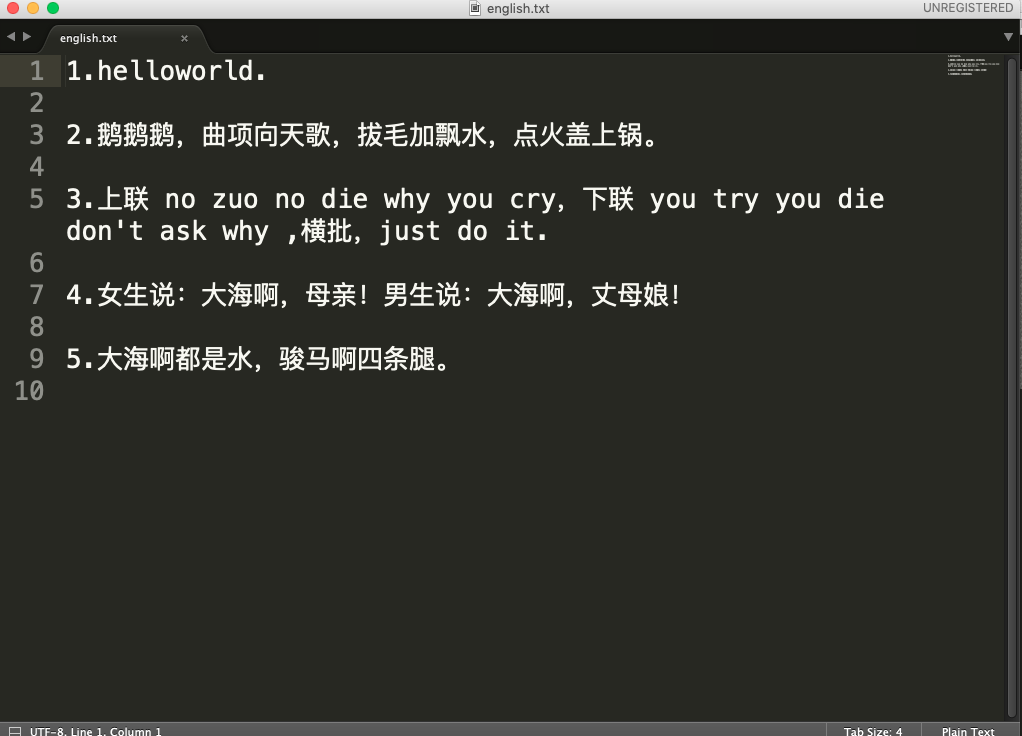 english.txt
UNREGISTERED
english.txt ×
1 1.helloworld.
2
3 2.鹅鹅鹅，曲项向天歌，拔毛加飘水，点火盖上锅。
4
5 3.上联 no zuo no die why you cry，下联 you try you die
don't ask why ,横批，just do it.
6
7 4.女生说：大海啊，母亲！男生说：大海啊，丈母娘！
8
9 5.大海啊都是水，骏马啊四条腿。
10
UTF-8, Line 1, Column 1
Tab Size: 4
Plain Text